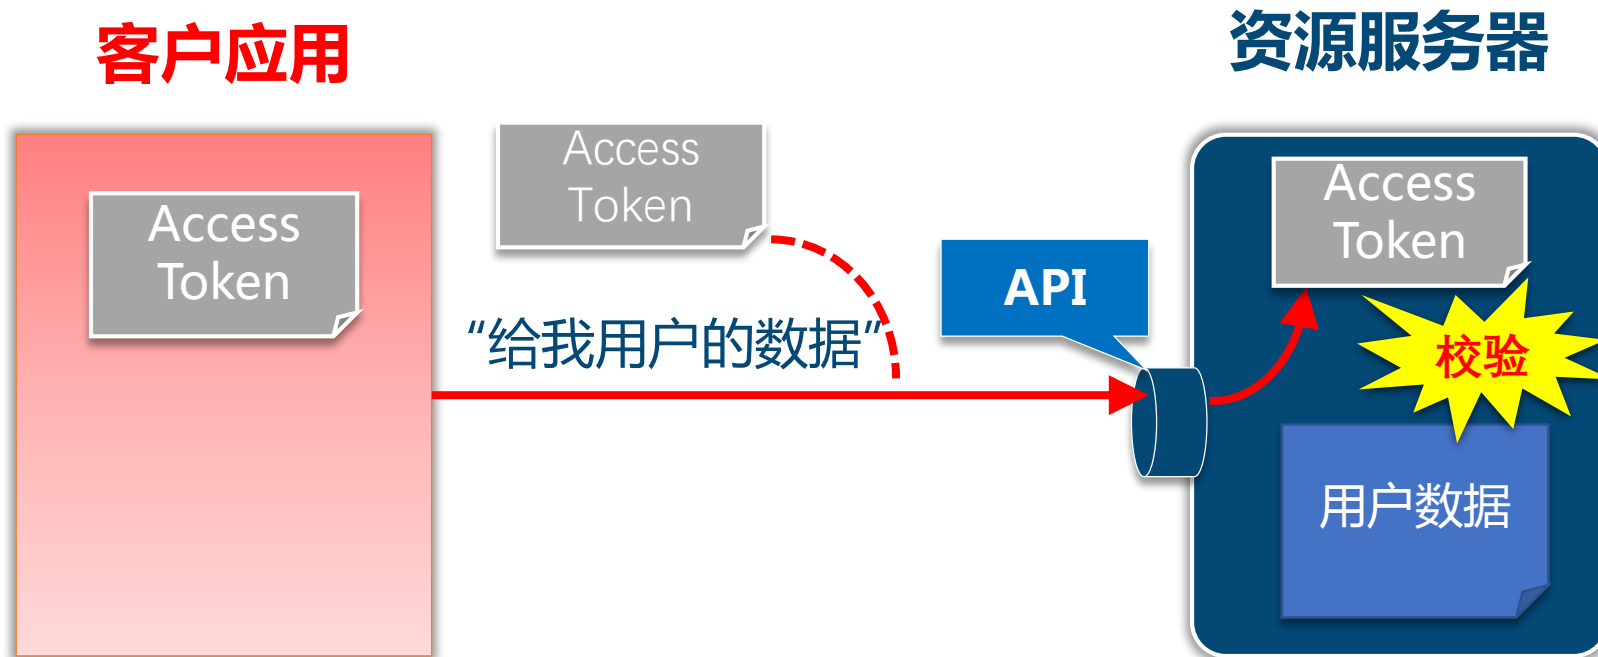 客户应用
资源服务器
Access
Token
Access
Token
“给我用户的数据”
API
Access
Token
校验
用户数据